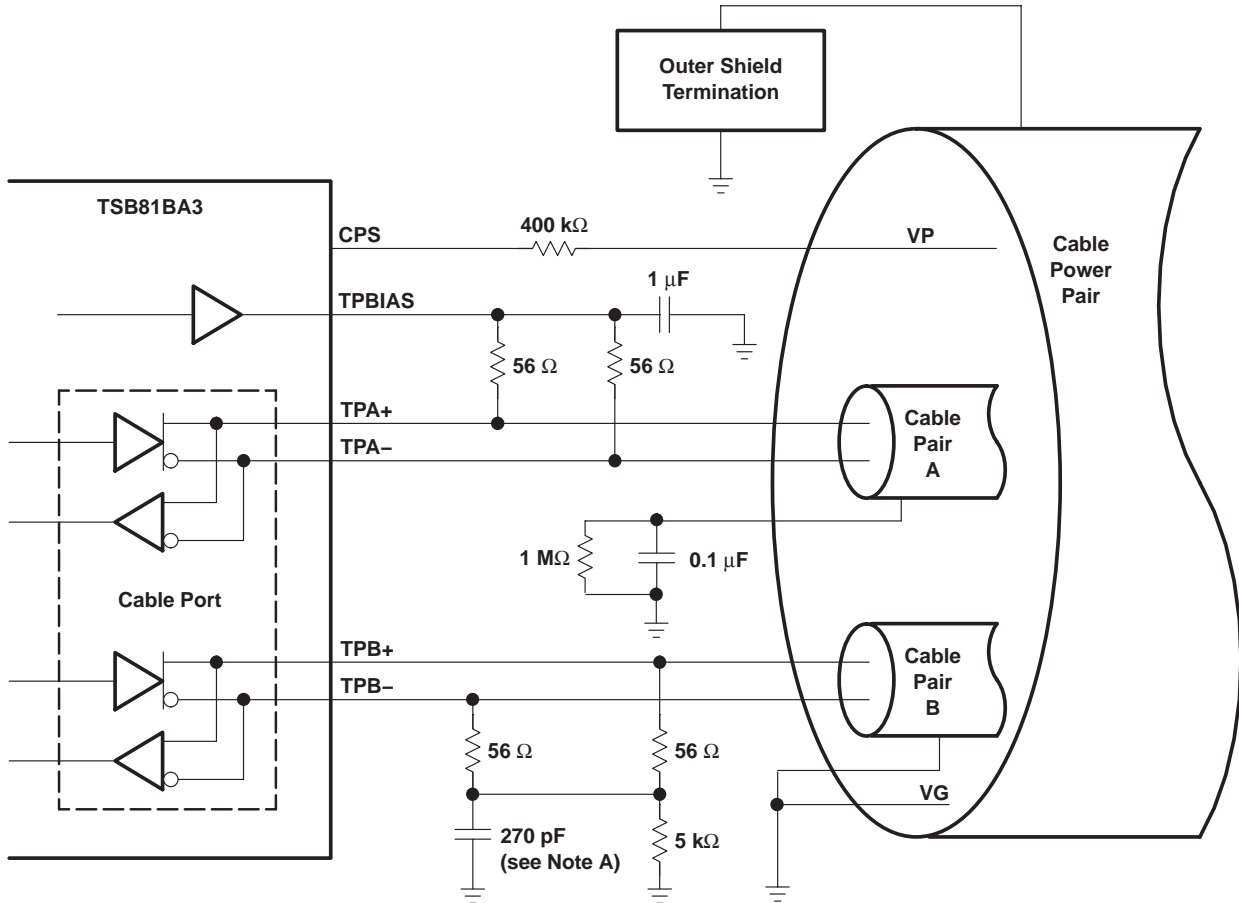 Outer Shield
Termination
TSB81BA3
CPS
400 kΩ
VP
Cable
Power
Pair
TPBIAS
1 μF
56 Ω
56 Ω
TPA+
TPA–
Cable
Pair
A
1 MΩ
0.1 μF
Cable Port
TPB+
TPB–
Cable
Pair
B
56 Ω
56 Ω
VG
270 pF
(see Note A)
5 kΩ